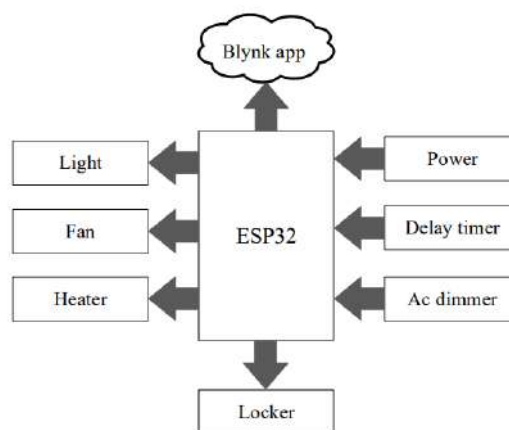 Blynk app
Light
Power
Fan
ESP32
Delay timer
Heater
Ac dimmer
Locker